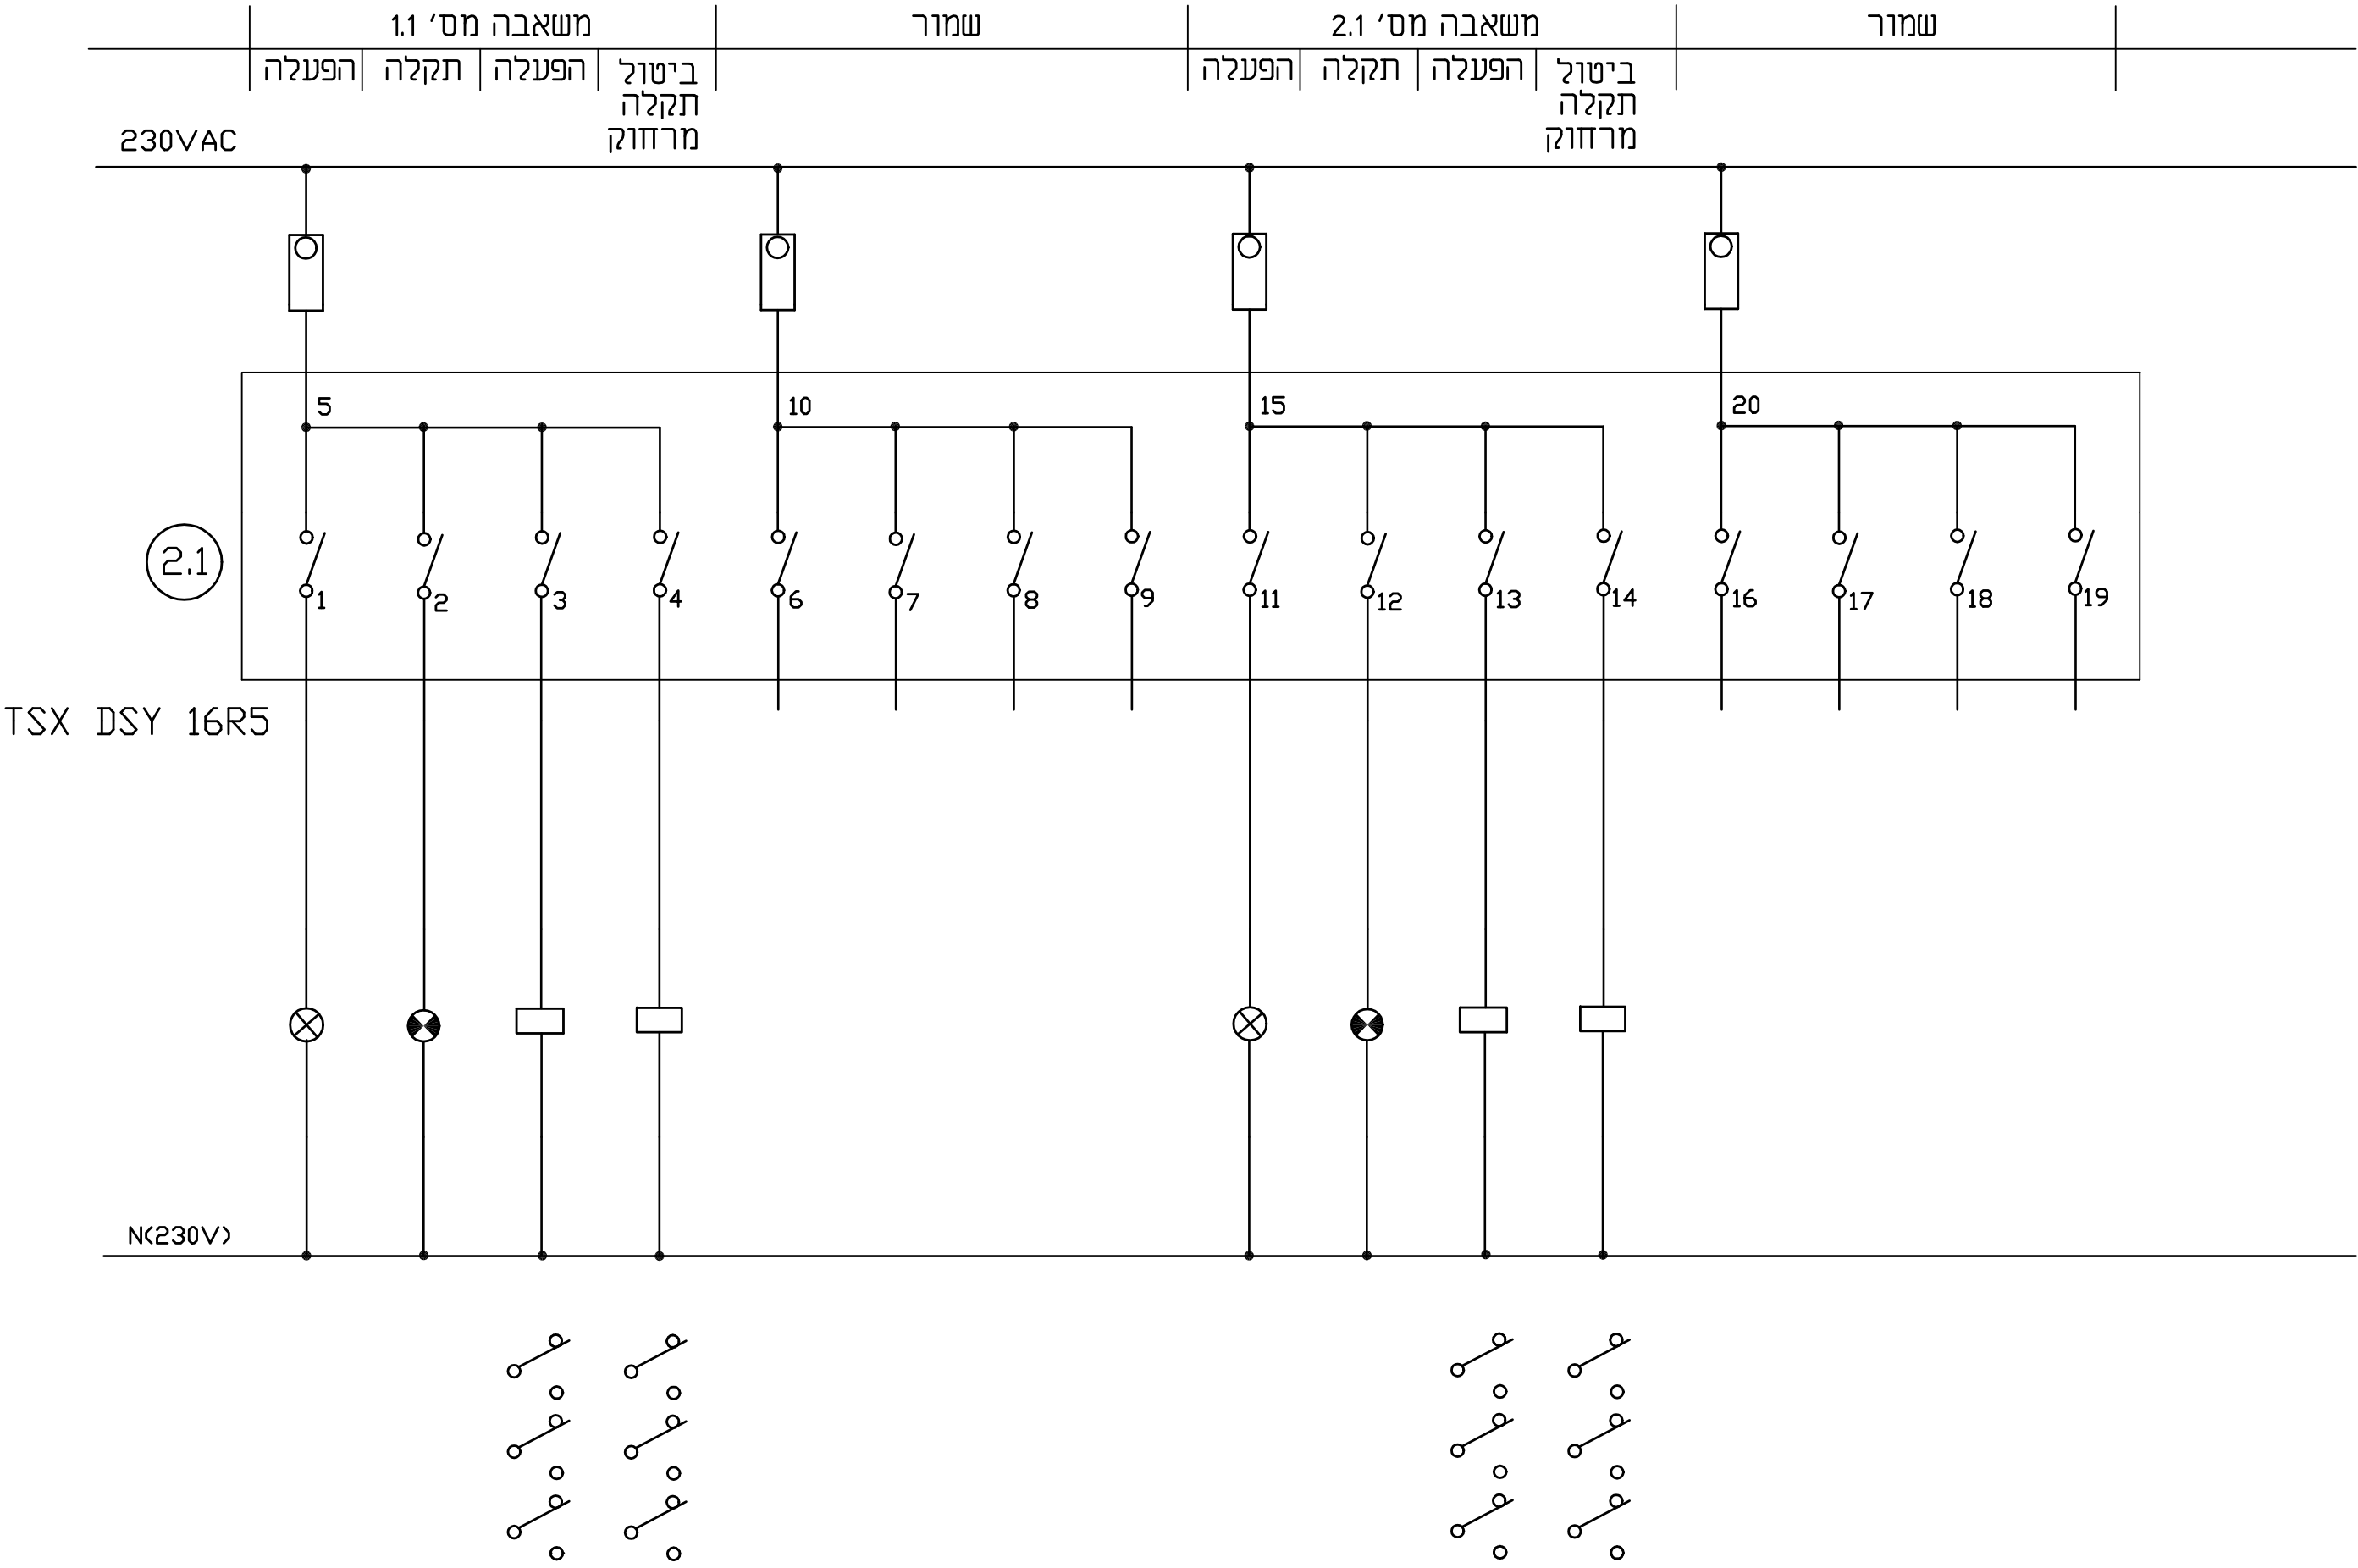 משאבה מס' 1.1
שמור
משאבה מס' 2.1
שמור
הפעלה
תקלה
הפעלה
ביטול
תקלה
מרחוק
הפעלה
תקלה
הפעלה
ביטול
תקלה
מרחוק
230VAC
5
10
15
20
2.1
1
2
3
4
6
7
8
9
11
12
13
14
16
17
18
19
TSX DSY 16R5
N(230V)